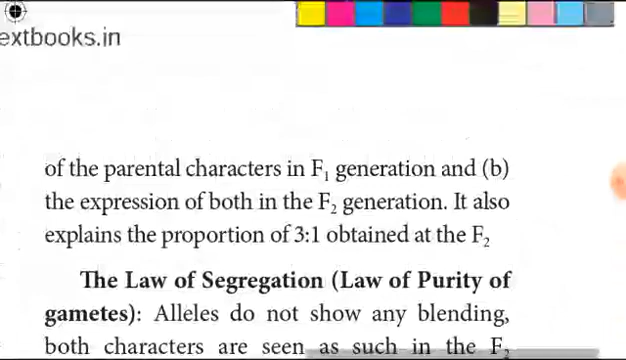 extbooks.in
of the parental characters in F₁ generation and (b)
the expression of both in the F₂ generation. It also
explains the proportion of 3:1 obtained at the F₂
The Law of Segregation (Law of Purity of
gametes): Alleles do not show any blending,
both characters are seen as such in the F₂